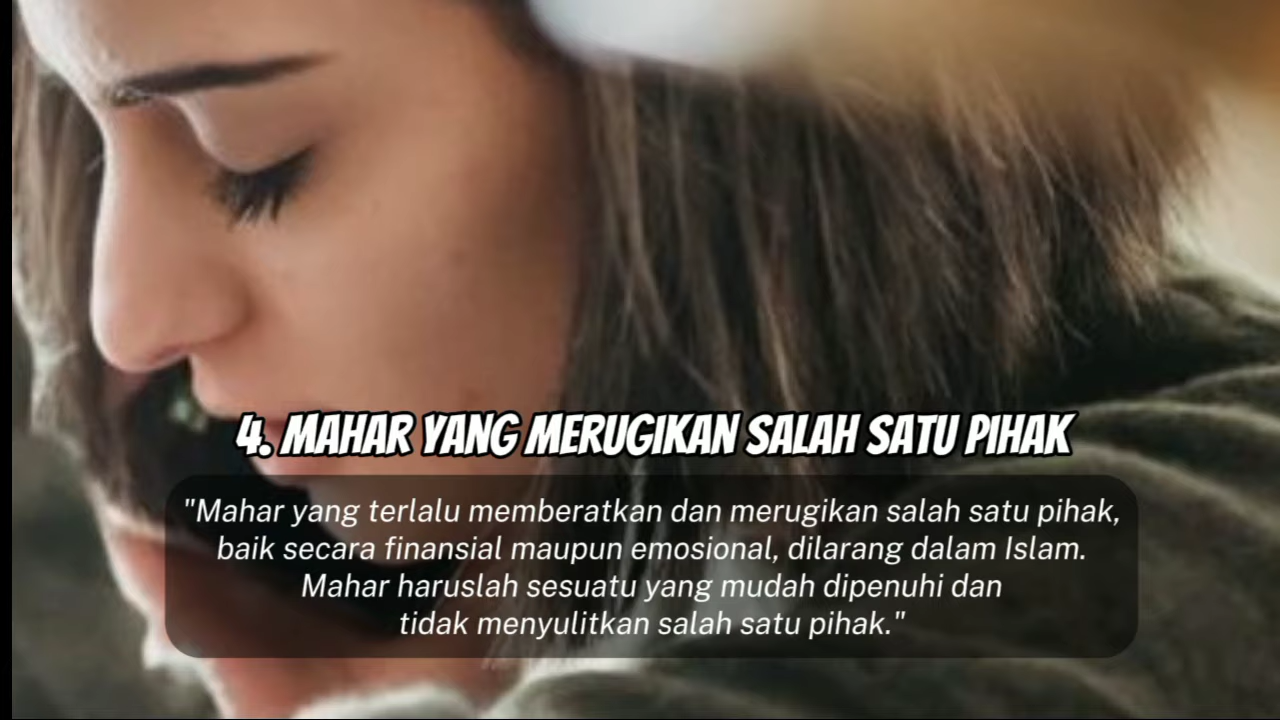 4. MAHAR YANG MERUGIKAN SALAH SATU PIHAK
"Mahar yang terlalu memberatkan dan merugikan salah satu pihak,
baik secara finansial maupun emosional, dilarang dalam Islam.
Mahar haruslah sesuatu yang mudah dipenuhi dan
tidak menyulitkan salah satu pihak."